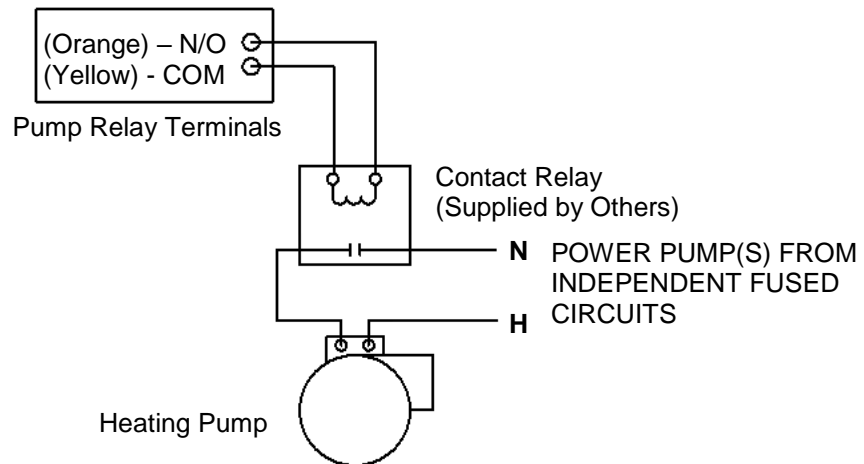 (Orange) – N/O
(Yellow) - COM
Pump Relay Terminals
Contact Relay
(Supplied by Others)
N
POWER PUMP(S) FROM
INDEPENDENT FUSED
CIRCUITS
H
Heating Pump